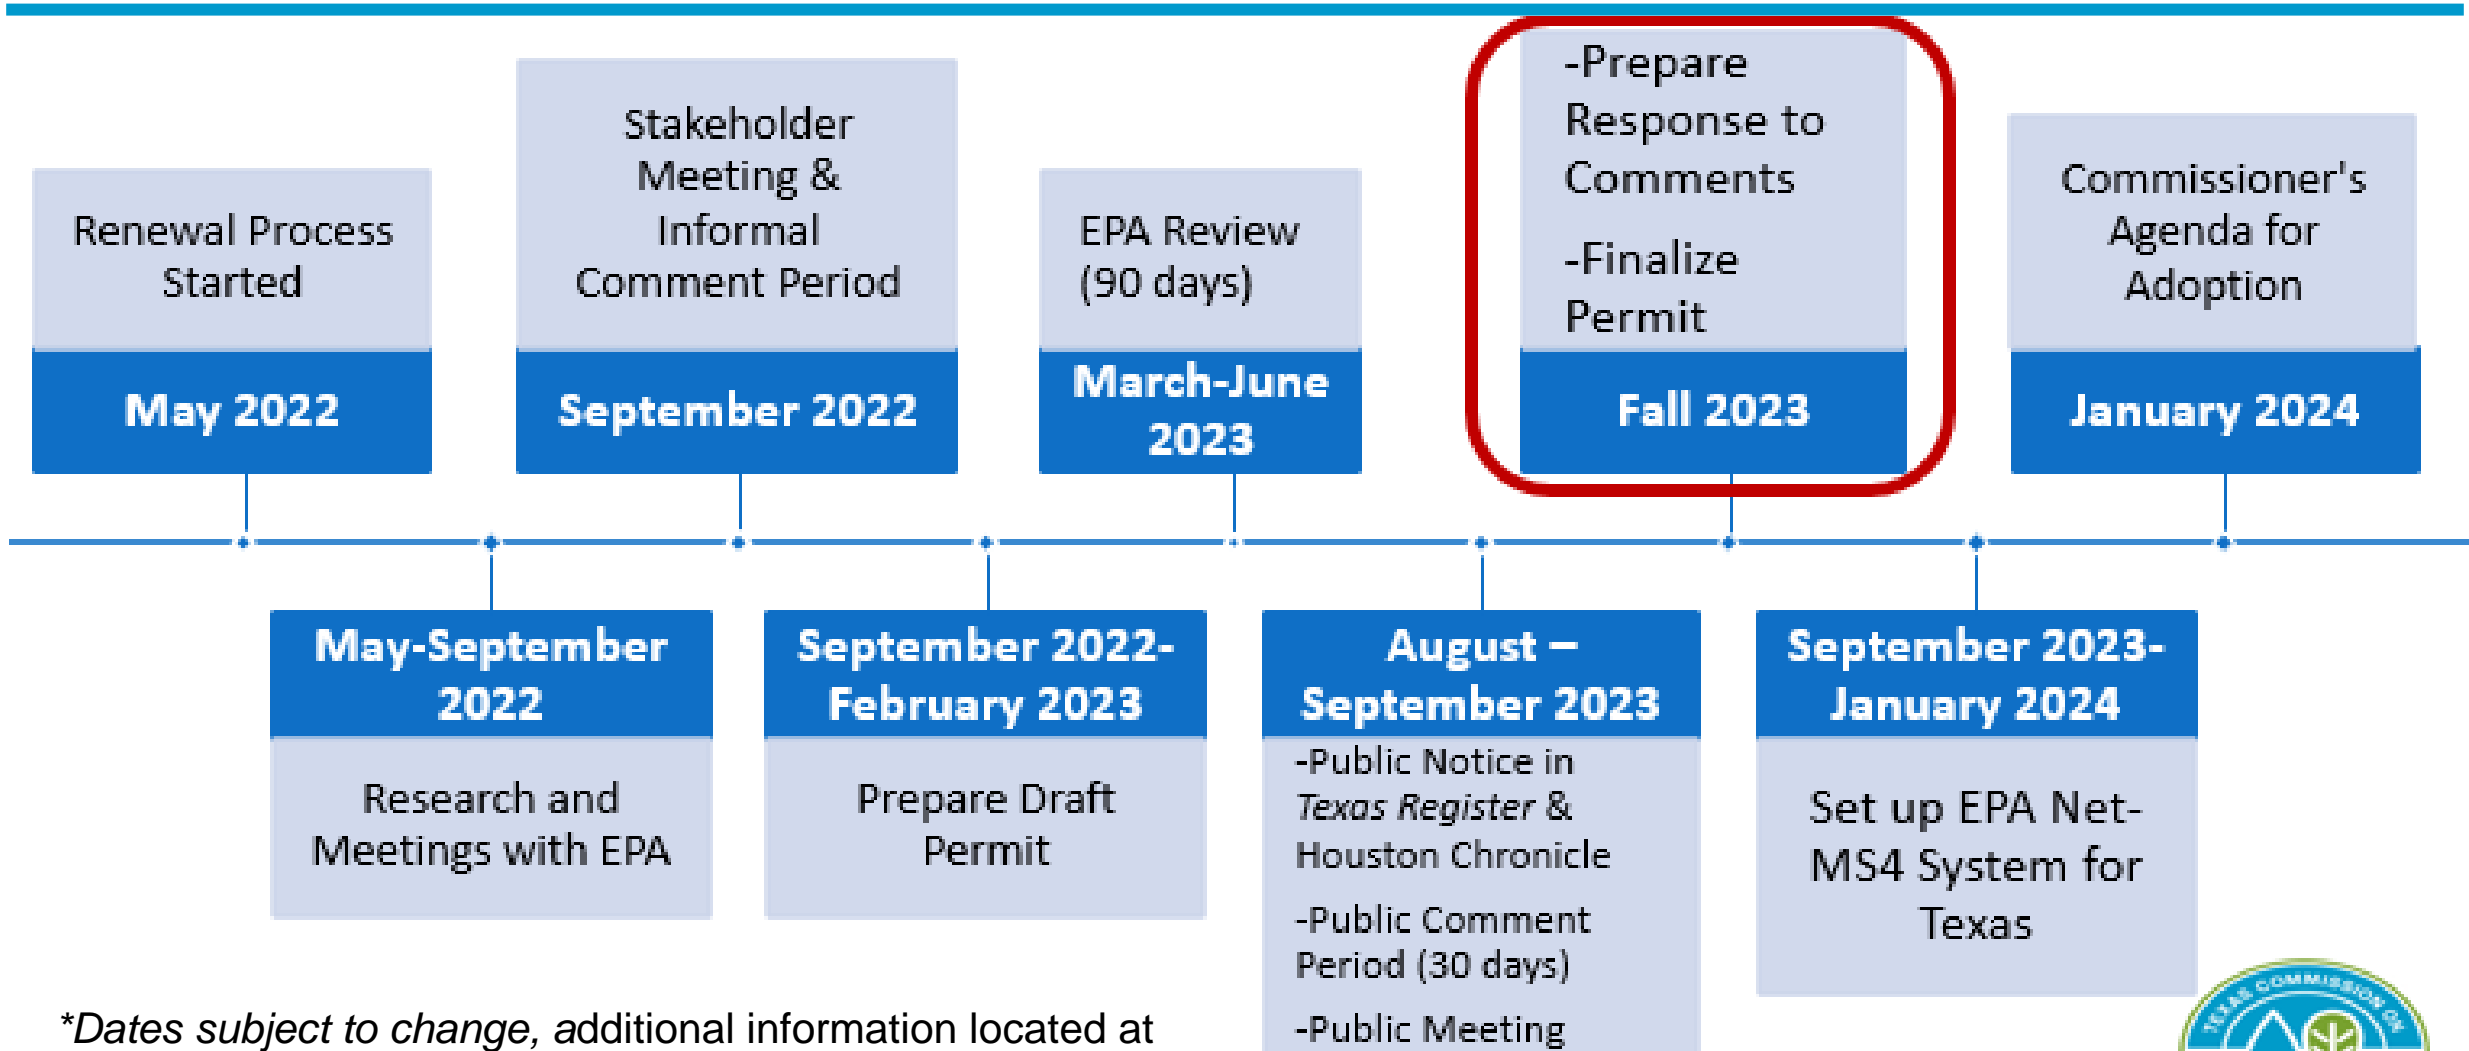 Renewal Process
Started
May 2022
May-September
2022
Research and
Meetings with EPA
Stakeholder
Meeting &
Informal
Comment Period
September 2022
September 2022-
February 2023
Prepare Draft
Permit
EPA Review
(90 days)
March-June
2023
August –
September 2023
-Public Notice in
Texas Register &
Houston Chronicle
-Public Comment
Period (30 days)
-Public Meeting
-Prepare
Response to
Comments
-Finalize
Permit
Fall 2023
September 2023-
January 2024
Set up EPA Net-
MS4 System for
Texas
Commissioner's
Agenda for
Adoption
January 2024
*Dates subject to change, additional information located at
TEXAS COMMISSION ON